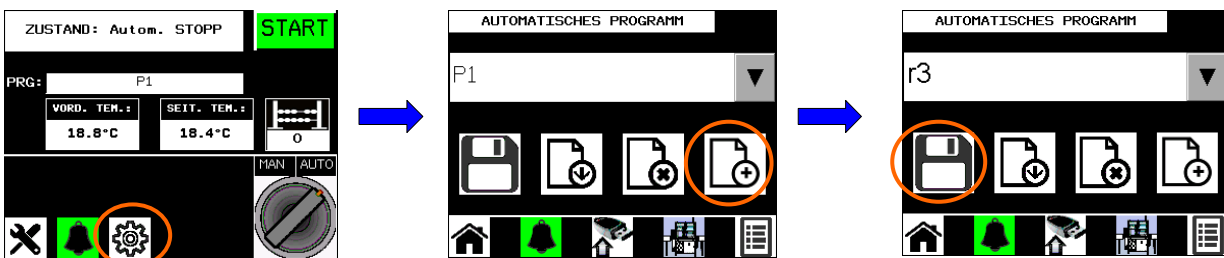 ZUSTAND: Autom. STOPP
START
PRG:
P1
VORD. TEM.:
SEIT. TEM.:
18.8°C
18.4°C
0
MAN
AUTO
AUTOMATISCHES PROGRAMM
P1
AUTOMATISCHES PROGRAMM
r3